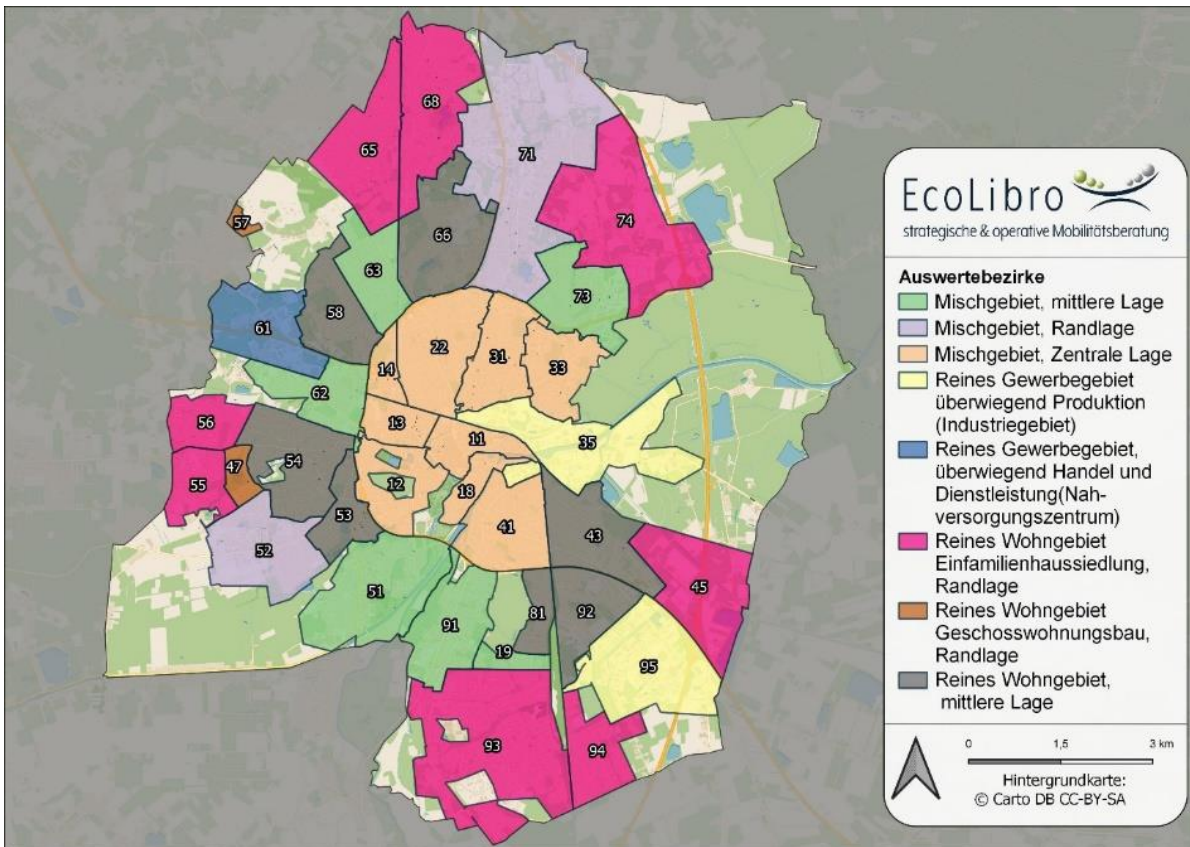 68
65
71
74
57
66
63
73
61
58
22
31
33
14
62
56
13
11
35
54
47
12
18
55
53
41
43
52
45
51
81
92
91
19
95
93
94
EcoLibro
strategische & operative Mobilitätsberatung
Auswertebezirke
Mischgebiet, mittlere Lage
Mischgebiet, Randlage
Mischgebiet, Zentrale Lage
Reines Gewerbegebiet
überwiegend Produktion
(Industriegebiet)
Reines Gewerbegebiet,
überwiegend Handel und
Dienstleistung(Nah-
versorgungszentrum)
Reines Wohngebiet
Einfamilienhaussiedlung,
Randlage
Reines Wohngebiet
Geschosswohnungsbau,
Randlage
Reines Wohngebiet,
mittlere Lage
0 1,5 3 km
Hintergrundkarte:
© Carto DB CC-BY-SA